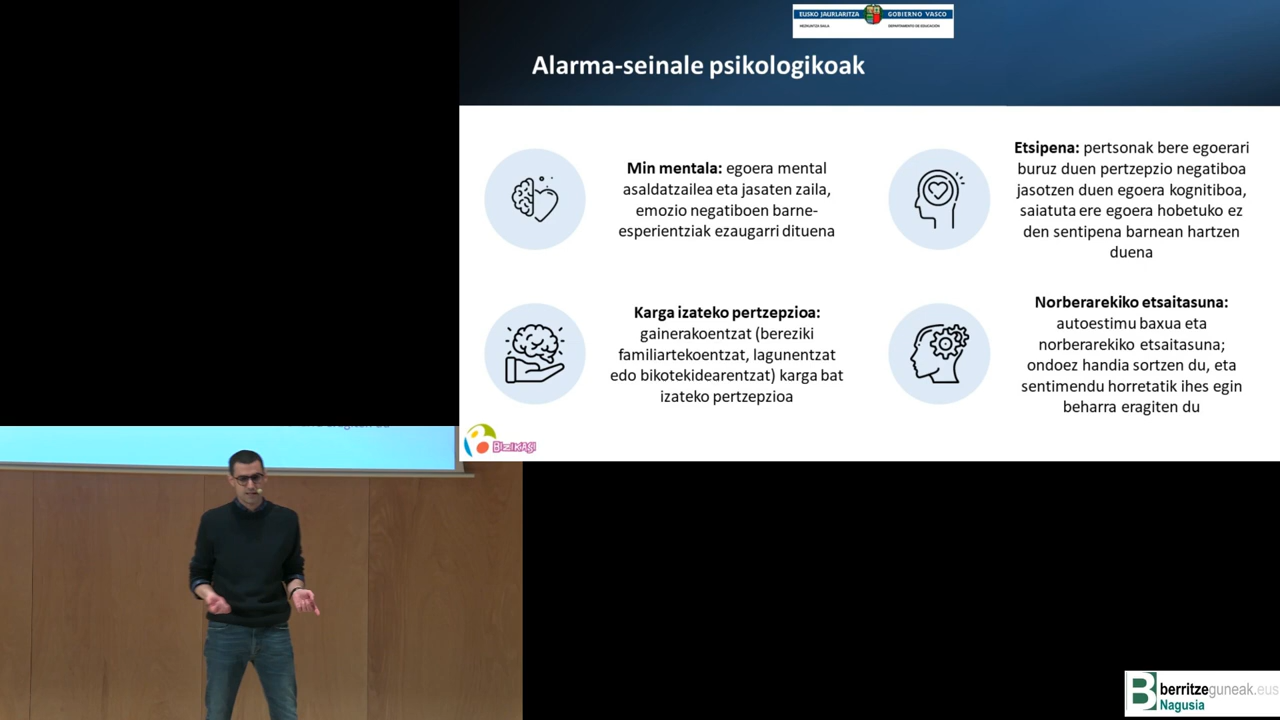 EUSKO JAURLARITZA
GOBIERNO VASCO
HEZKUNTZA SAILA
DEPARTAMENTO DE EDUCACIÓN
Alarma-seinale psikologikoak
Min mentala: egoera mental
asaldatzailea eta jasaten zaila,
emozio negatiboen barne-
esperientziak ezaugarri dituena
Etsipena: pertsonak bere egoerari
buruz duen pertzepzio negatiboa
jasotzen duen egoera kognitiboa,
saiatuta ere egoera hobetuko ez
den sentipena barnean hartzen
duena
Karga izateko pertzepzioa:
gainerakoentzat (bereziki
familiartekoentzat, lagunentzat
edo bikotekidearentzat) karga bat
izateko pertzepzioa
Norberarekiko etsaitasuna:
autoestimu baxua eta
norberarekiko etsaitasuna;
ondoez handia sortzen du, eta
sentimendu horretatik ihes egin
beharra eragiten du
BIZIKASI
berritzeguneak.eus
Nagusia